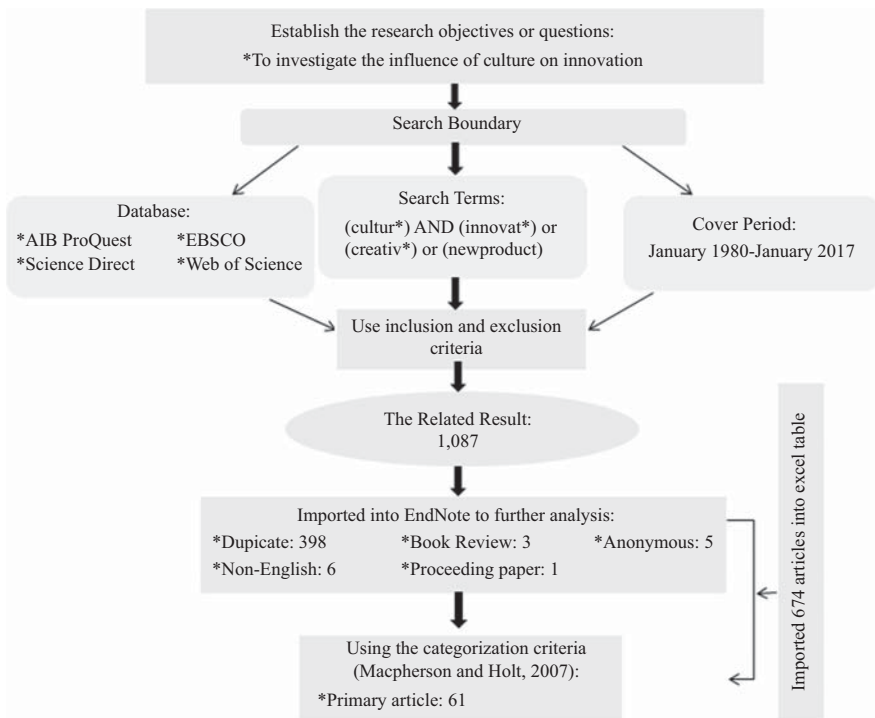 Establish the research objectives or questions:
*To investigate the influence of culture on innovation
Search Boundary
Database:
*AIB ProQuest *EBSCO
*Science Direct *Web of Science
Search Terms:
(cultur*) AND (innovat*) or
(creativ*) or (newproduct)
Cover Period:
January 1980-January 2017
Use inclusion and exclusion
criteria
The Related Result:
1,087
Imported into EndNote to further analysis:
*Dupicate: 398 *Book Review: 3 *Anonymous: 5
*Non-English: 6 *Proceeding paper: 1
Imported 674 articles into excel table
Using the categorization criteria
(Macpherson and Holt, 2007):
*Primary article: 61